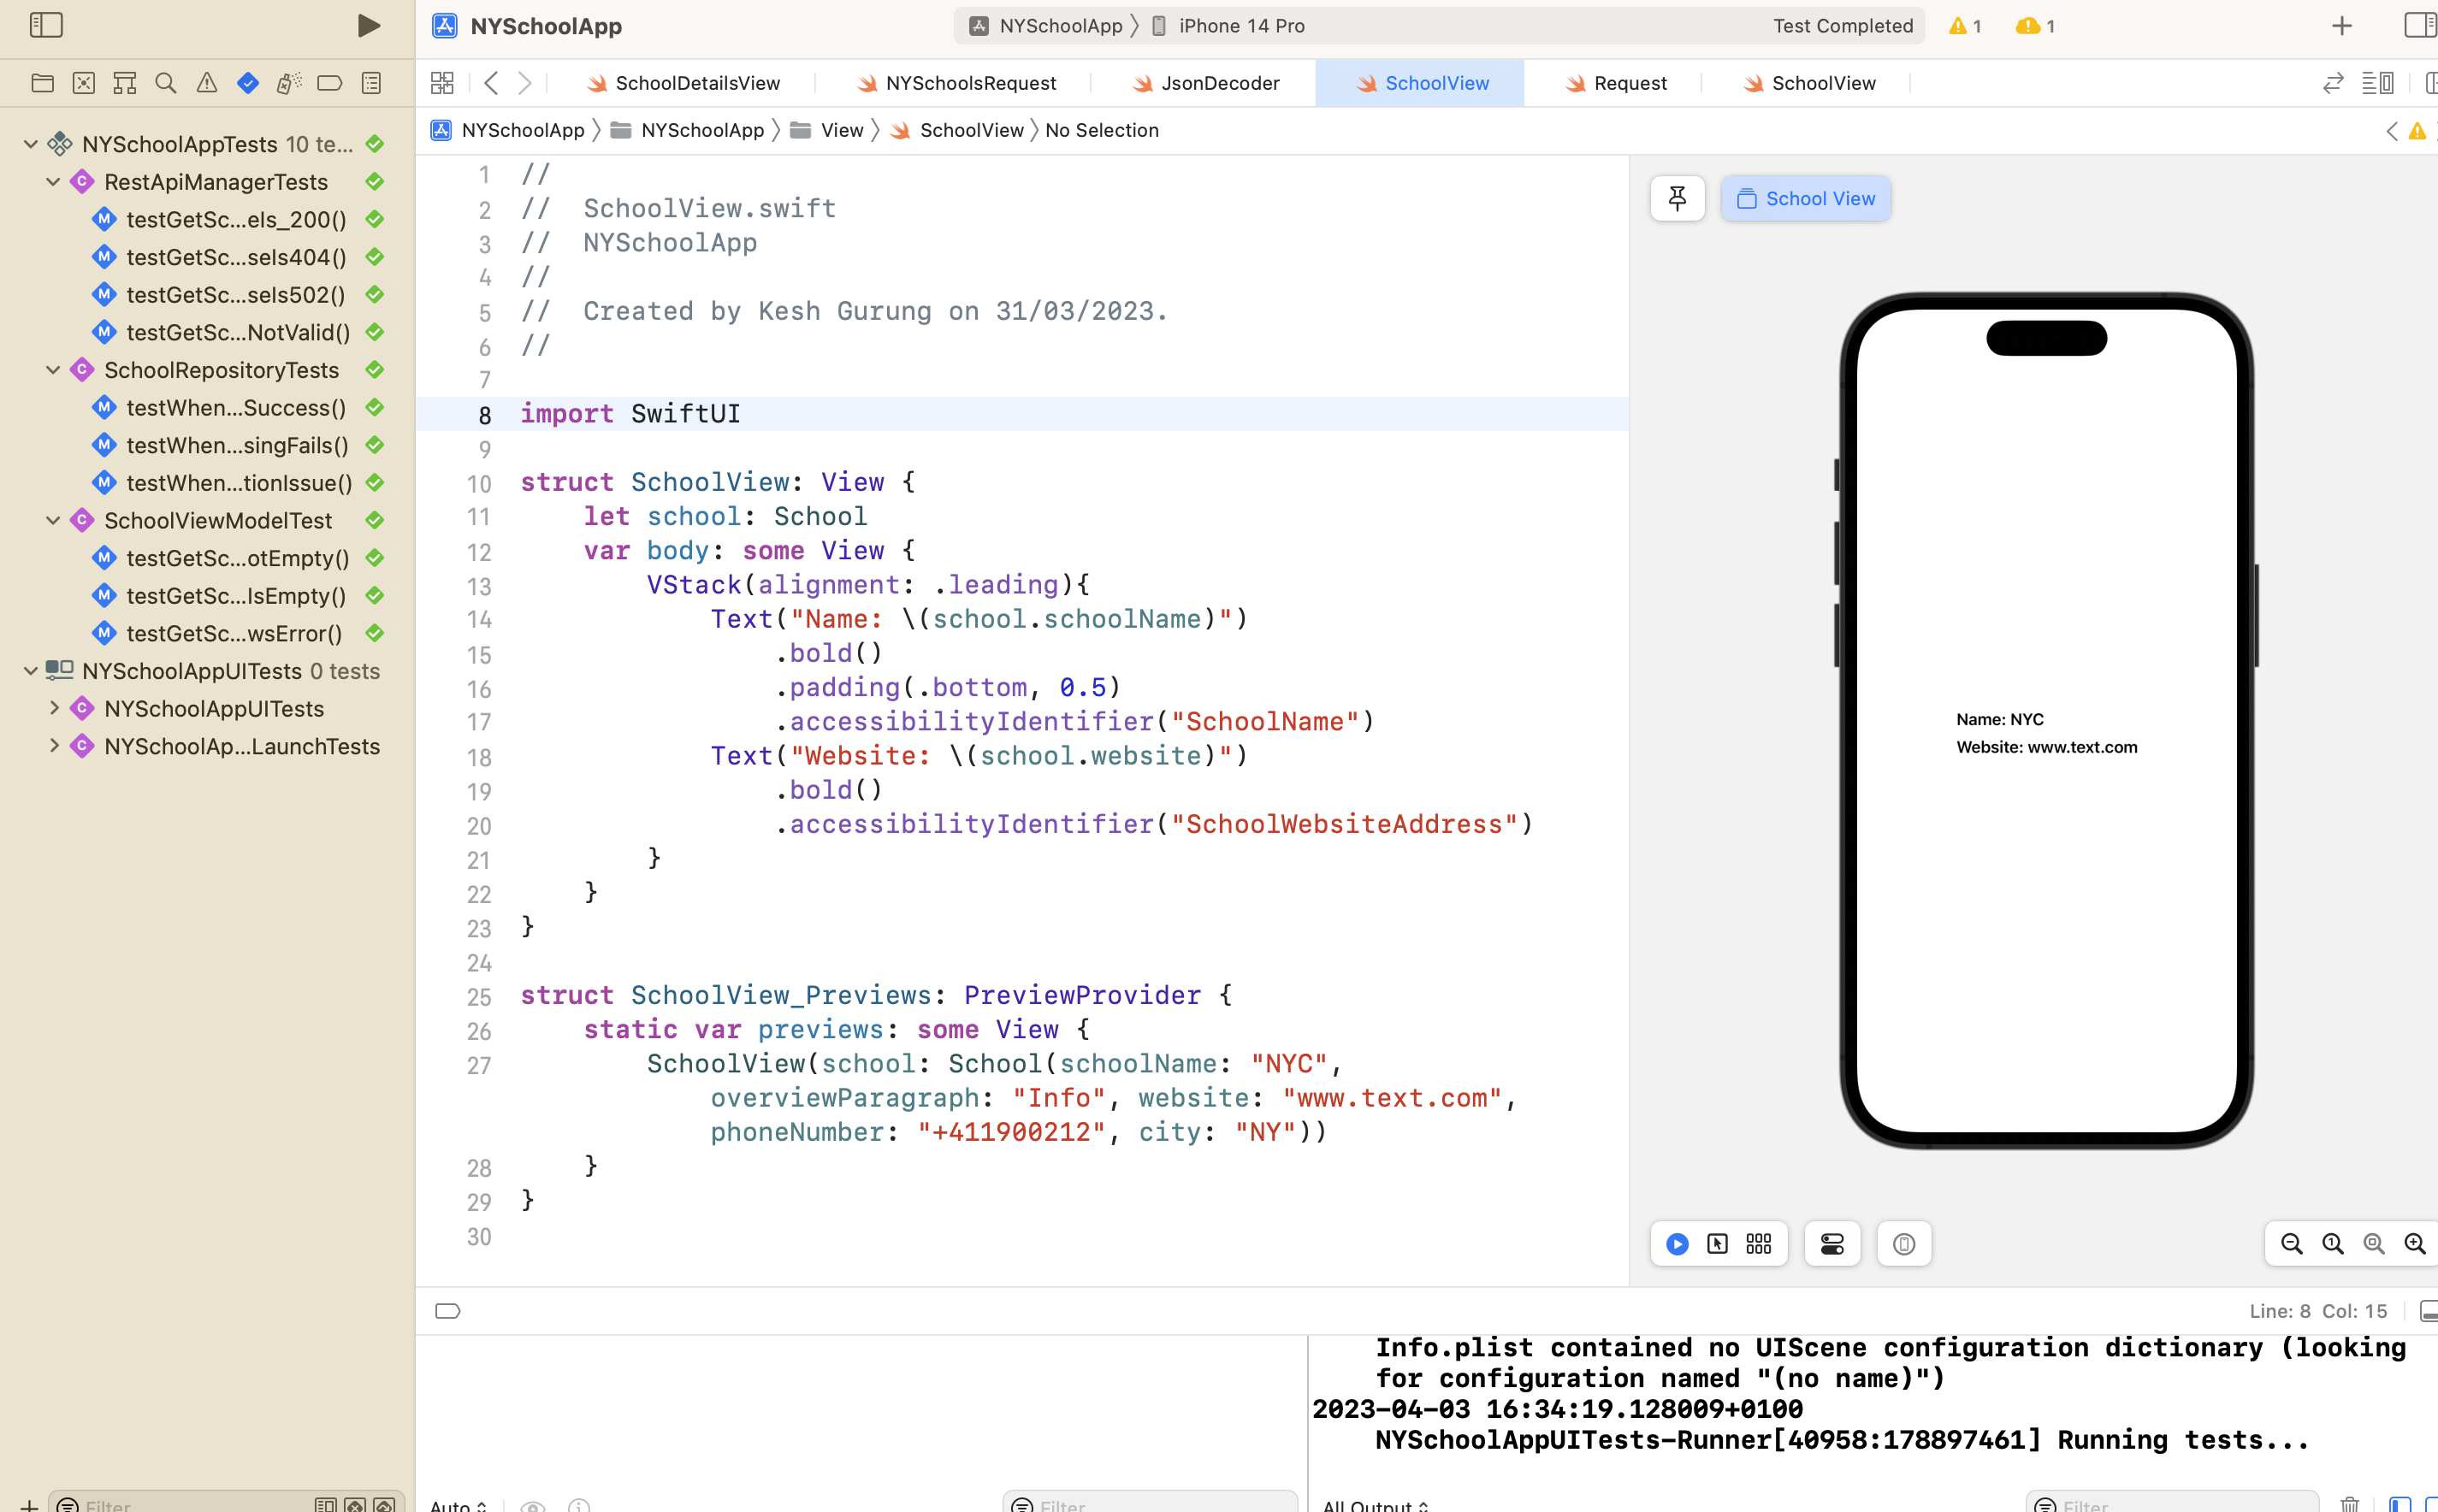 NYSchoolApp
NYSchoolApp
iPhone 14 Pro
Test Completed
1
1
SchoolDetailsView
NYSchoolsRequest
JsonDecoder
SchoolView
Request
SchoolView
NYSchoolApp
NYSchoolApp
View
SchoolView
No Selection
NYSchoolAppTests 10 te...
RestApiManagerTests
testGetSc...els_200()
testGetSc...sels404()
testGetSc...sels502()
testGetSc...NotValid()
SchoolRepositoryTests
testWhen...Success()
testWhen...singFails()
testWhen...tionIssue()
SchoolViewModelTest
testGetSc...otEmpty()
testGetSc...IsEmpty()
testGetSc...wsError()
NYSchoolAppUITests 0 tests
NYSchoolAppUITests
NYSchoolAp...LaunchTests
Filter
1 //
2 //  SchoolView.swift
3 //  NYSchoolApp
4 //
5 //  Created by Kesh Gurung on 31/03/2023.
6 //
7
8 import SwiftUI
9
10 struct SchoolView: View {
11     let school: School
12     var body: some View {
13         VStack(alignment: .leading){
14             Text("Name: \(school.schoolName)")
15                 .bold()
16                 .padding(.bottom, 0.5)
17                 .accessibilityIdentifier("SchoolName")
18             Text("Website: \(school.website)")
19                 .bold()
20                 .accessibilityIdentifier("SchoolWebsiteAddress")
21         }
22     }
23 }
24
25 struct SchoolView_Previews: PreviewProvider {
26     static var previews: some View {
27         SchoolView(school: School(schoolName: "NYC",
            overviewParagraph: "Info", website: "www.text.com",
            phoneNumber: "+411900212", city: "NY"))
28     }
29 }
30
School View
Name: NYC
Website: www.text.com
Line: 8 Col: 15
Info.plist contained no UIScene configuration dictionary (looking
for configuration named "(no name)")
2023-04-03 16:34:19.128009+0100
NYSchoolAppUITests-Runner[40958:178897461] Running tests...
Auto
Filter
All Output
Filter